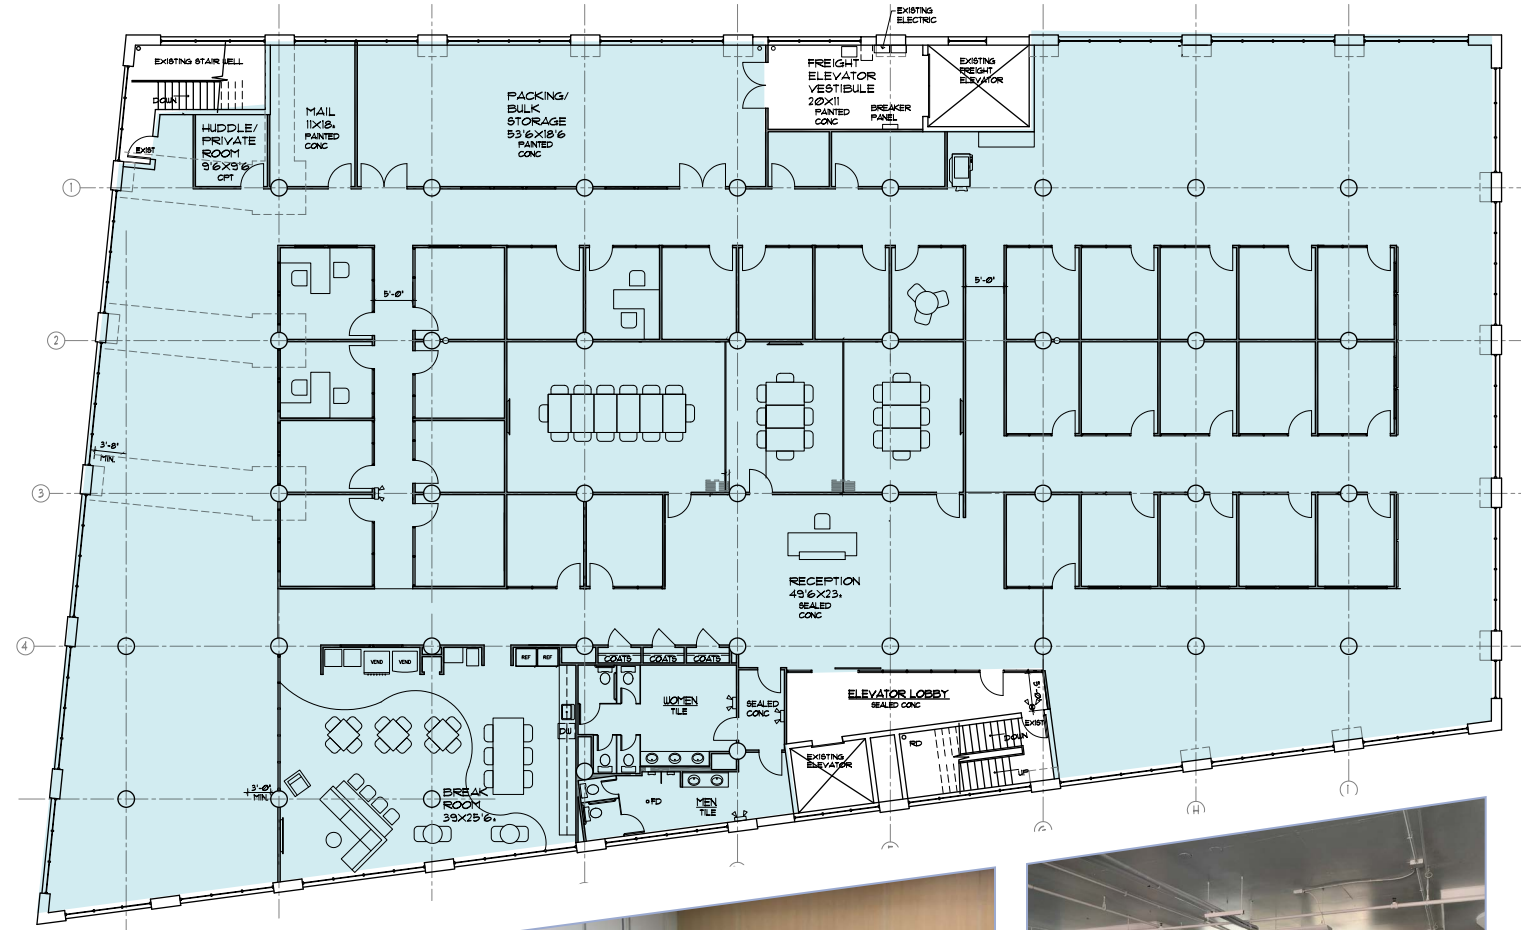 EXISTING
ELECTRIC
EXISTING STAIR WELL
DOWN
EXIST
HUDDLE/
PRIVATE
ROOM
9'6X9'6
CPT
MAIL
11X18.
PAINTED
CONC
PACKING/
BULK
STORAGE
53'6X18'6
PAINTED
CONC
FREIGHT
ELEVATOR
VESTIBULE
20X11
PAINTED
CONC
BREAKER
PANEL
EXISTING
FREIGHT
ELEVATOR
1
5'-0"
5'-0"
2
3'-8"
MIN.
3
RECEPTION
49'6X23.
SEALED
CONC
4
VEND
VEND
REF
REF
COATS
COATS
COATS
WOMEN
TILE
SEALED
CONC
ELEVATOR LOBBY
SEALED CONC
EXIST
DW
RD
DOWN
UP
EXISTING
ELEVATOR
3'-0"
MIN.
BREAK
ROOM
39X25'6.
FD
MEN
TILE
F
G
H
I